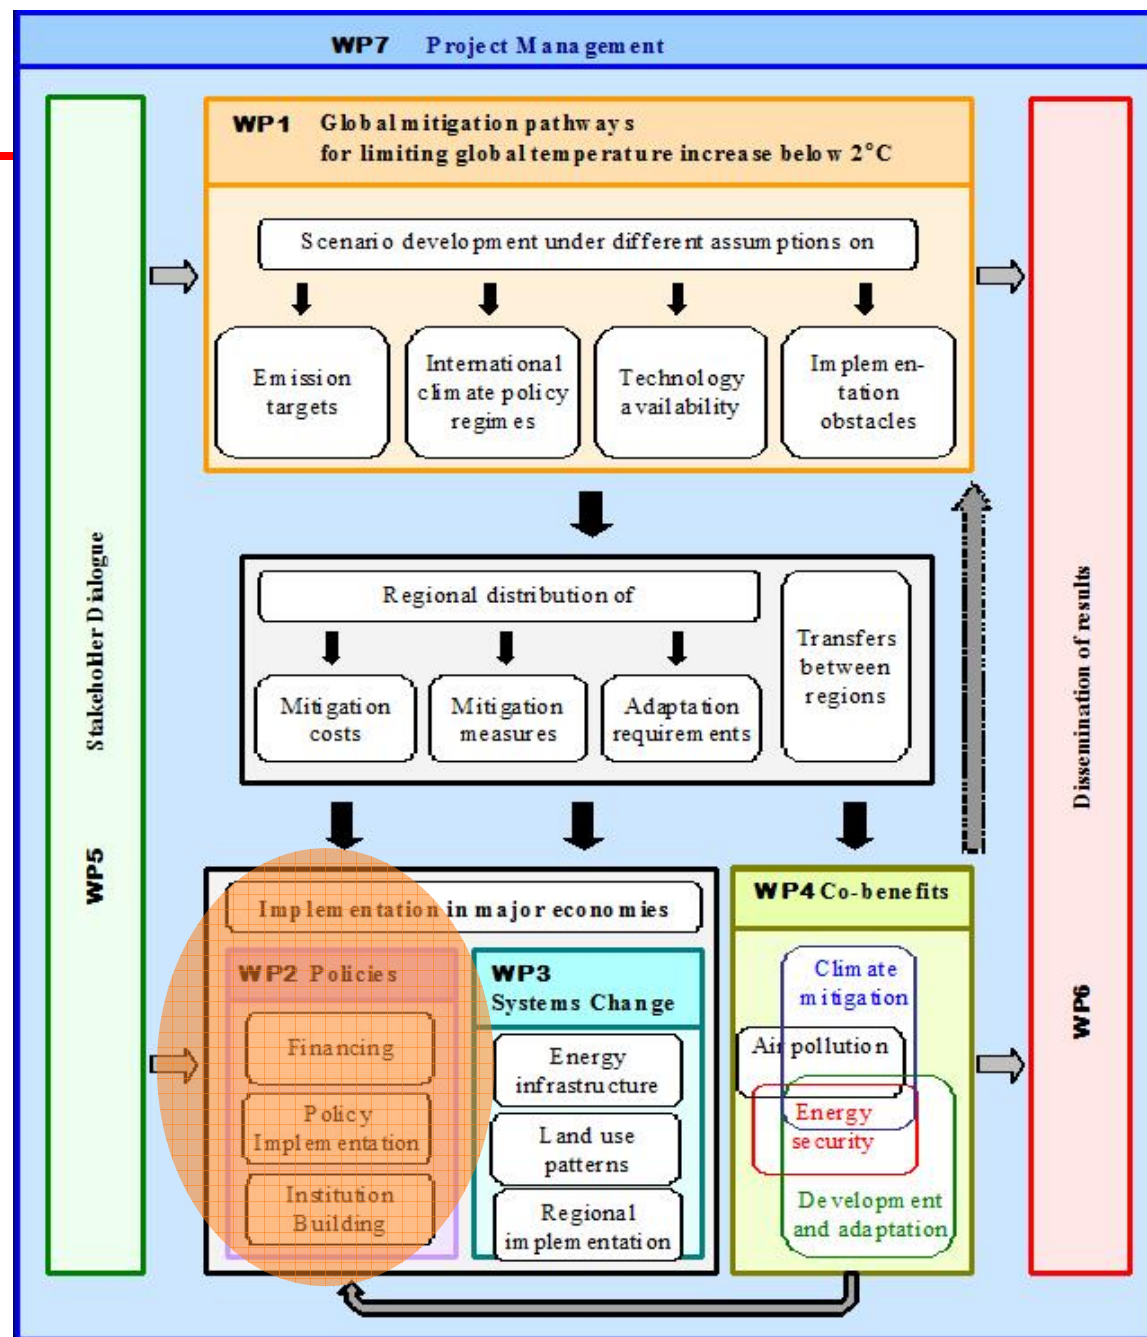 WP7 Project Management
WP1 Global mitigation pathways
for limiting global temperature increase below 2°C
Scenario development under different assumptions on
Emission
targets
International
climate policy
regimes
Technology
availability
Implemen-
tation
obstacles
Stakeholder Dialogue
WP5
Regional distribution of
Mitigation
costs
Mitigation
measures
Adaptation
requirements
Transfers
between
regions
Dissemination of results
WP6
Implementation in major economies
WP2 Policies
Financing
Policy
Implementation
Institution
Building
WP3
Systems Change
Energy
infrastructure
Land use
patterns
Regional
implementation
WP4 Co-benefits
Climate
mitigation
Air pollution
Energy
security
Development
and adaptation